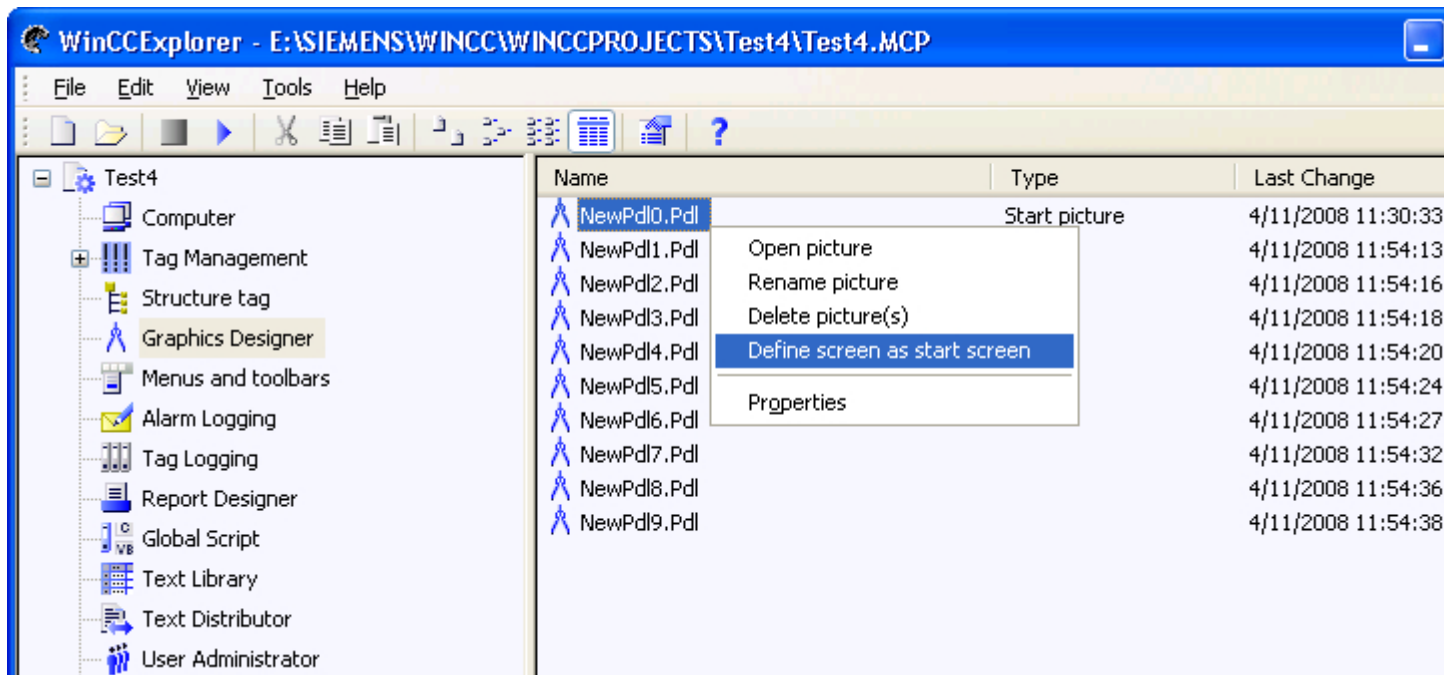 WinCCExplorer - E:\SIEMENS\WINCC\WINCCPROJECTS\Test4\Test4.MCP
File Edit View Tools Help
Test4
Computer
Tag Management
Structure tag
Graphics Designer
Menus and toolbars
Alarm Logging
Tag Logging
Report Designer
Global Script
Text Library
Text Distributor
User Administrator
Name Type Last Change
NewPdl0.Pdl Start picture 4/11/2008 11:30:33
NewPdl1.Pdl 4/11/2008 11:54:13
NewPdl2.Pdl 4/11/2008 11:54:16
NewPdl3.Pdl 4/11/2008 11:54:18
NewPdl4.Pdl 4/11/2008 11:54:20
NewPdl5.Pdl 4/11/2008 11:54:24
NewPdl6.Pdl 4/11/2008 11:54:27
NewPdl7.Pdl 4/11/2008 11:54:32
NewPdl8.Pdl 4/11/2008 11:54:36
NewPdl9.Pdl 4/11/2008 11:54:38
Open picture
Rename picture
Delete picture(s)
Define screen as start screen
Properties